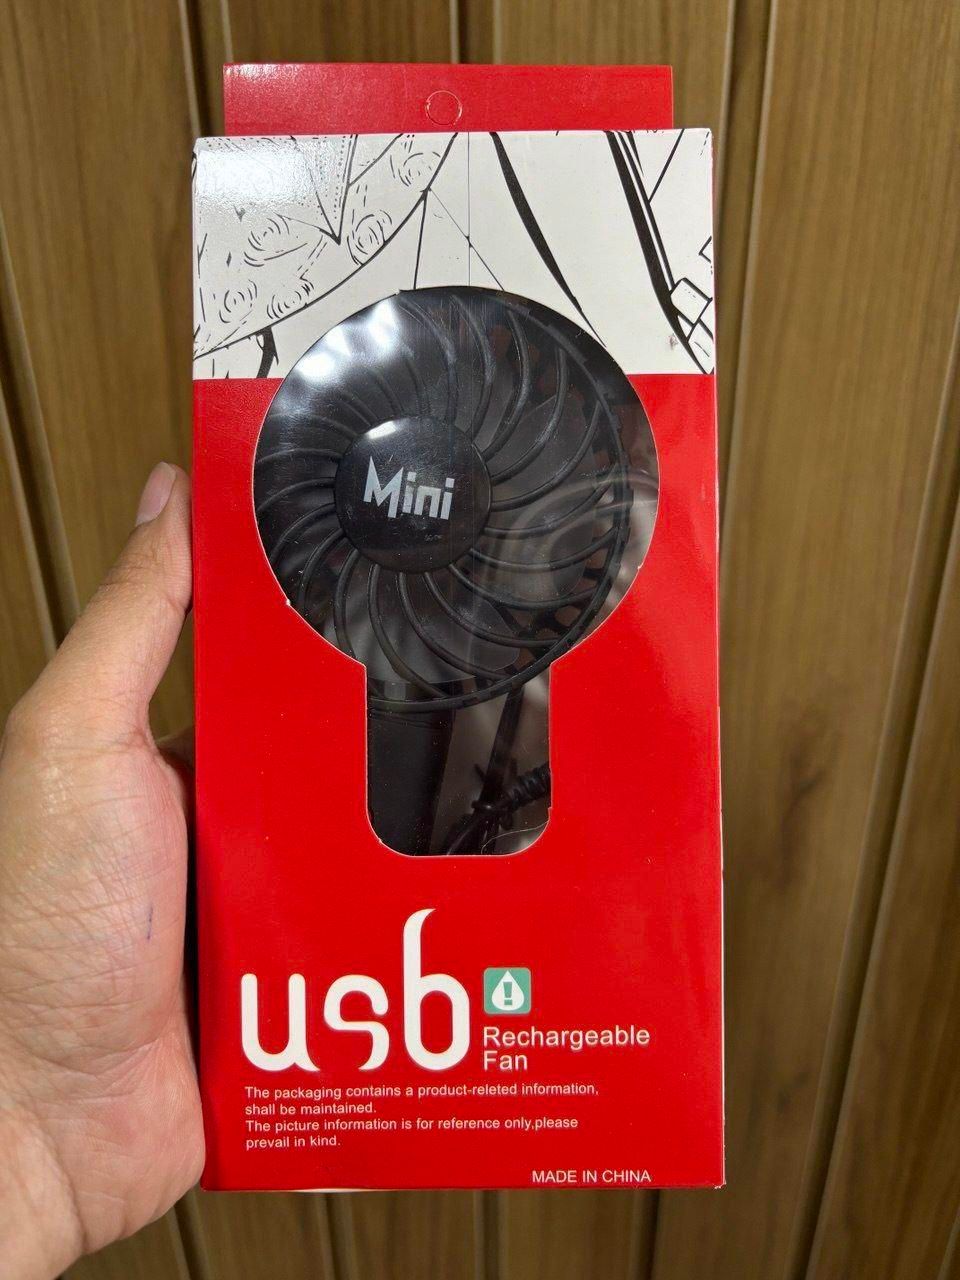 Mini
usb
Rechargeable
Fan
The packaging contains a product-releted information,
shall be maintained.
The picture information is for reference only,please
prevail in kind.
MADE IN CHINA